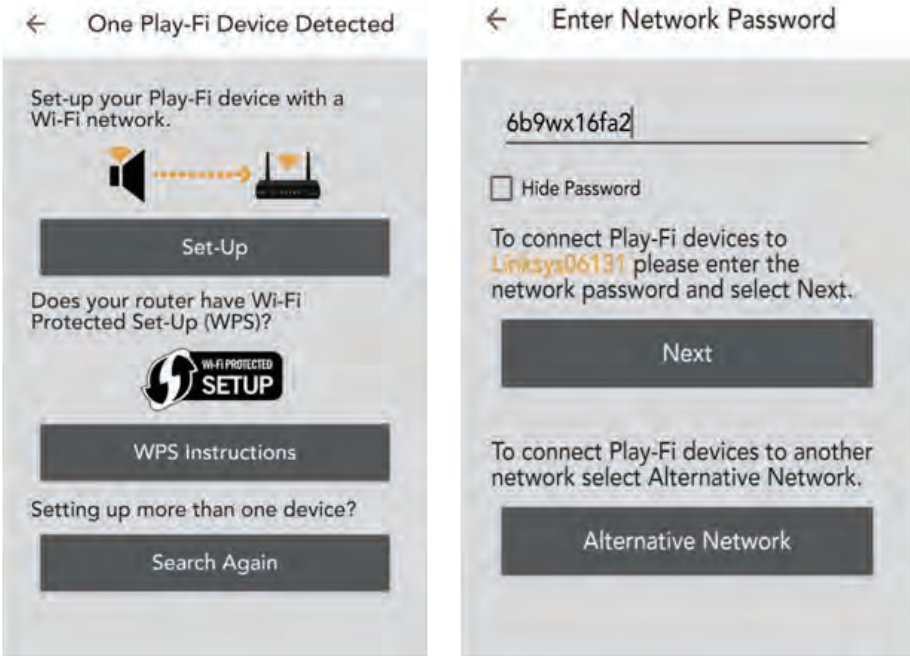 One Play-Fi Device Detected
Set-up your Play-Fi device with a
Wi-Fi network.
Set-Up
Does your router have Wi-Fi
Protected Set-Up (WPS)?
WI-FI PROTECTED
SETUP
WPS Instructions
Setting up more than one device?
Search Again
Enter Network Password
6b9wx16fa2
Hide Password
To connect Play-Fi devices to
Linksys06131 please enter the
network password and select Next.
Next
To connect Play-Fi devices to another
network select Alternative Network.
Alternative Network